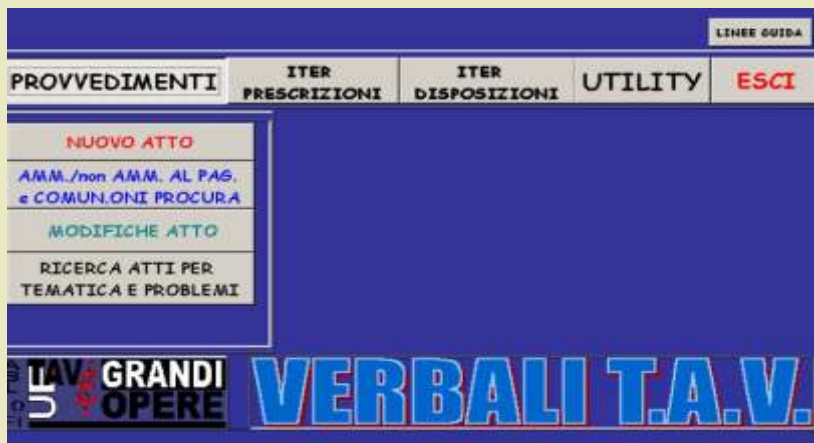 LINEE GUIDA
PROVVEDIMENTI
ITER
PRESCRIZIONI
ITER
DISPOSIZIONI
UTILITY
ESCI
NUOVO ATTO
AMM./non AMM. AL PAG.
e COMUN.ONI PROCURA
MODIFICHE ATTO
RICERCA ATTI PER
TEMATICA E PROBLEMI
UF
TAV
GRANDI
OPERE
VERBALI T.A.V.